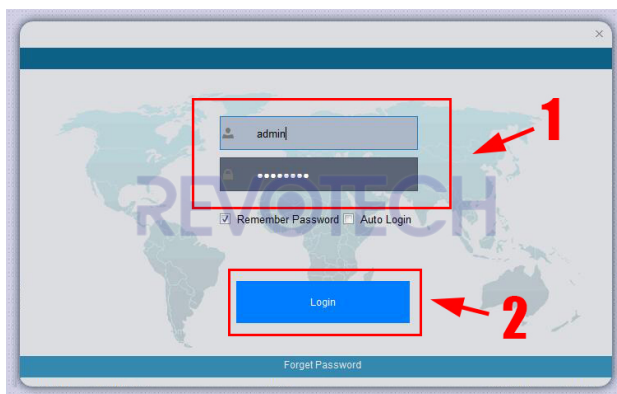 ×
1
admin
••••••••
REVOTECH
Remember Password Auto Login
Login
2
Forget Password